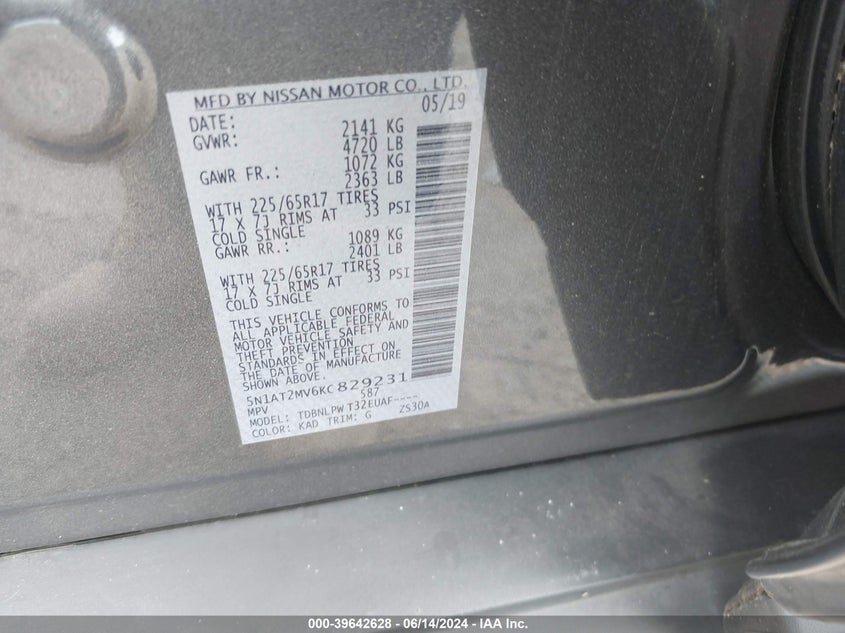 MFD BY NISSAN MOTOR CO., LTD.
DATE: 05/19
GVWR: 2141 KG
4720 LB
GAWR FR.: 1072 KG
2363 LB
WITH 225/65R17 TIRES
17 X 7J RIMS AT 33 PSI
COLD SINGLE
GAWR RR.: 1089 KG
2401 LB
WITH 225/65R17 TIRES
17 X 7J RIMS AT 33 PSI
COLD SINGLE
THIS VEHICLE CONFORMS TO
ALL APPLICABLE FEDERAL
MOTOR VEHICLE SAFETY AND
THEFT PREVENTION
STANDARDS IN EFFECT ON
THE DATE OF MANUFACTURE
SHOWN ABOVE.
5N1AT2MV6KC829231
MPV 587
MODEL: TDBNLPW T32EUAF----
COLOR: KAD TRIM: G ZS30A
000-39642628 - 06/14/2024 - IAA Inc.